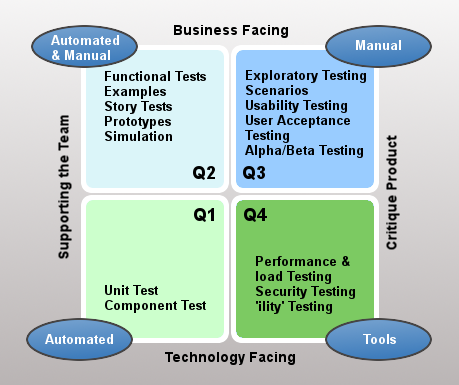 Business Facing
Automated
& Manual
Manual
Functional Tests
Examples
Story Tests
Prototypes
Simulation
Q2
Exploratory Testing
Scenarios
Usability Testing
User Acceptance
Testing
Alpha/Beta Testing
Q3
Supporting the Team
Critique Product
Q1
Unit Test
Component Test
Q4
Performance &
load Testing
Security Testing
'ility' Testing
Automated
Tools
Technology Facing